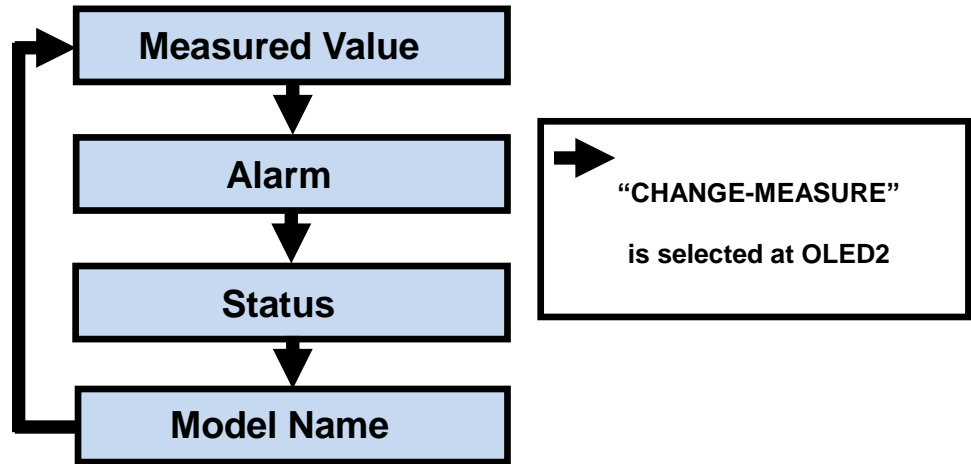 Measured Value
Alarm
Status
Model Name
“CHANGE-MEASURE”
is selected at OLED2